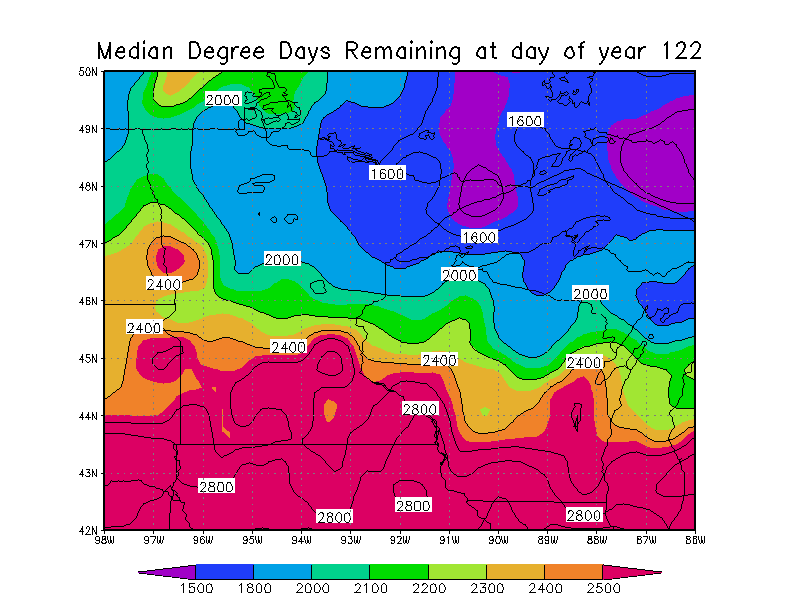 Median Degree Days Remaining at day of year 122
50N
2000
49N
1600
1600
48N
1600
47N
2000
2000
2400
2000
46N
2400
2400
2400
2400
45N
2800
44N
43N
2800
2800
2800
2800
42N
98W 97W 96W 95W 94W 93W 92W 91W 90W 89W 88W 87W 86W
1500 1800 2000 2100 2200 2300 2400 2500